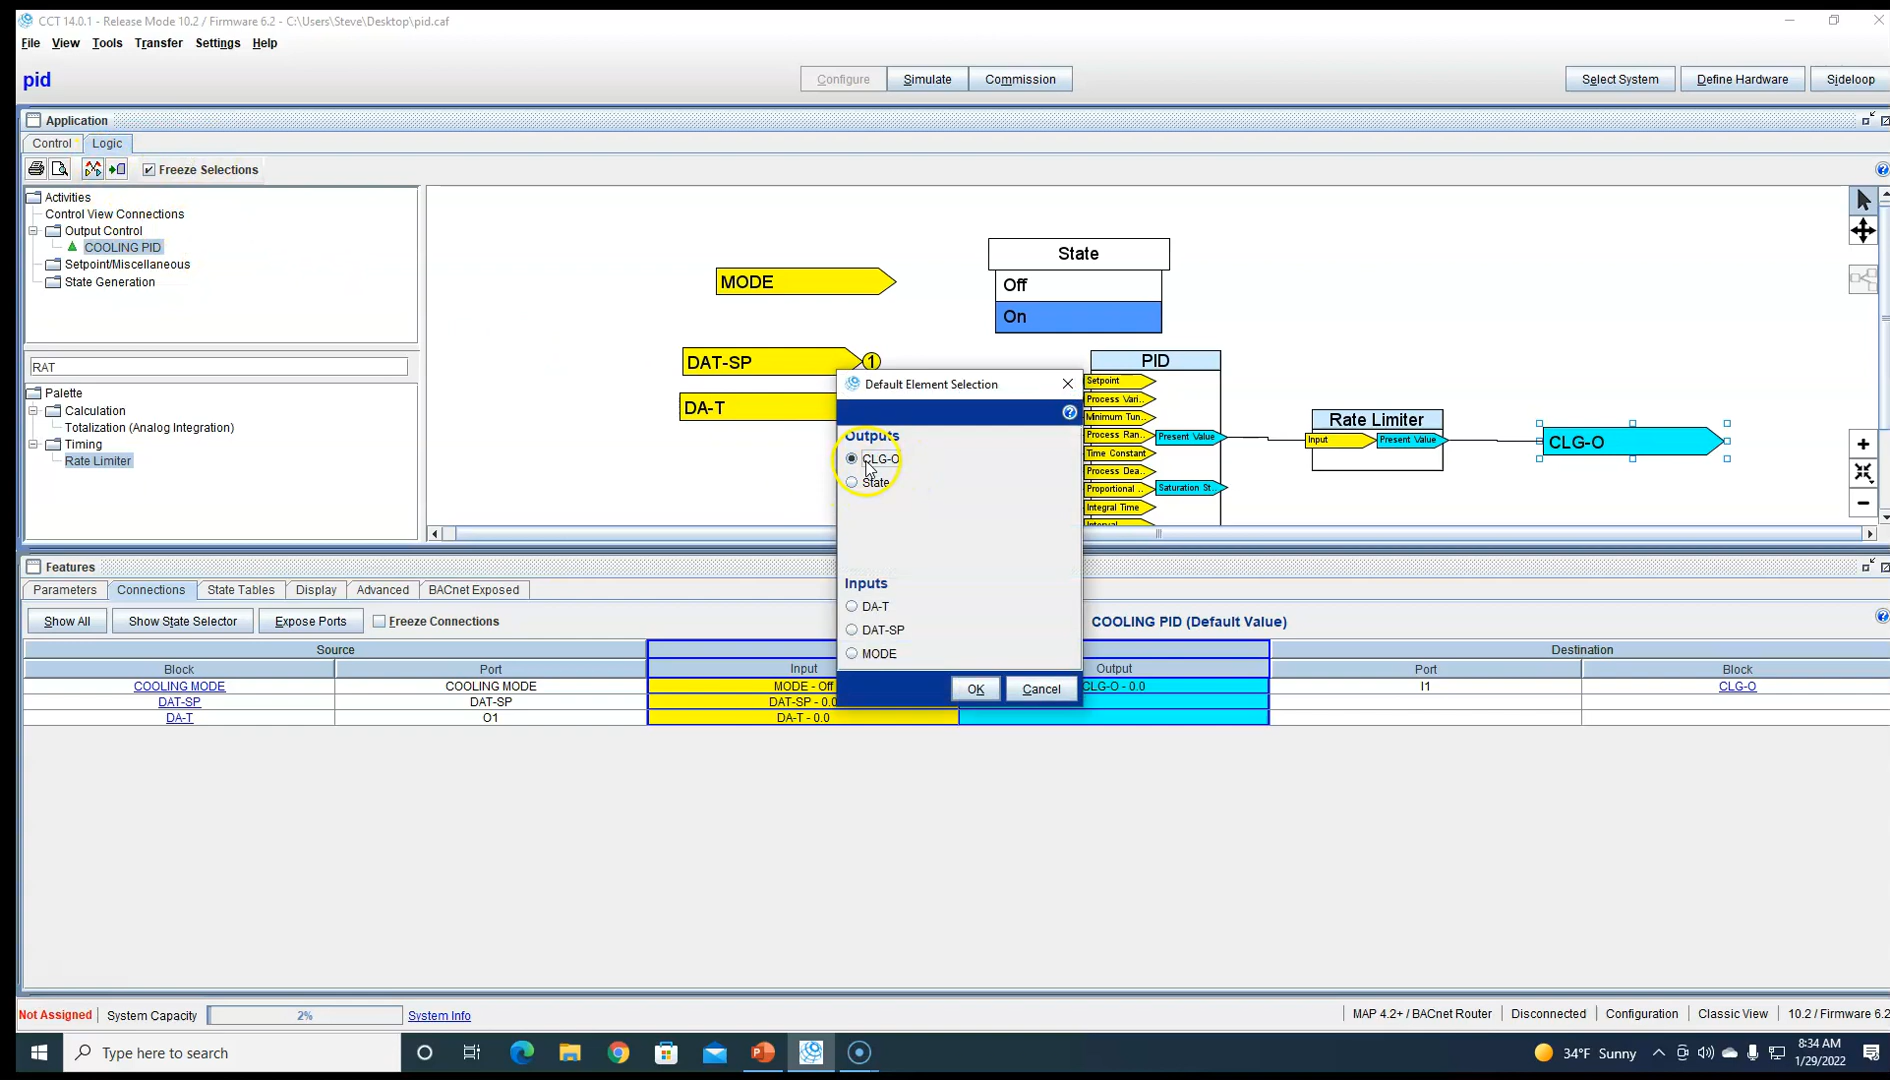 CCT 14.0.1 - Release Mode 10.2 / Firmware 6.2 - C:\Users\Steve\Desktop\pid.caf
File View Tools Transfer Settings Help
pid
Configure Simulate Commission
Select System Define Hardware Sideloop
Application
Control Logic
Freeze Selections
Activities
Control View Connections
Output Control
COOLING PID
Setpoint/Miscellaneous
State Generation
RAT
Palette
Calculation
Totalization (Analog Integration)
Timing
Rate Limiter
MODE
State
Off
On
DAT-SP
1
DA-T
PID
Setpoint
Process Vari..
Minimum Tun..
Process Ran..
Present Value
Time Constant
Process Dea..
Proportional ..
Saturation St..
Integral Time
Interval
Rate Limiter
Input
Present Value
CLG-O
Default Element Selection
Outputs
CLG-O
State
Inputs
DA-T
DAT-SP
MODE
OK Cancel
Features
Parameters Connections State Tables Display Advanced BACnet Exposed
Show All Show State Selector Expose Ports Freeze Connections
COOLING PID (Default Value)
Source Destination
Block Port Input Output Port Block
COOLING MODE COOLING MODE MODE - Off CLG-O - 0.0 I1 CLG-O
DAT-SP DAT-SP DAT-SP - 0.0
DA-T O1 DA-T - 0.0
Not Assigned System Capacity 2% System Info
MAP 4.2+ / BACnet Router Disconnected Configuration Classic View 10.2 / Firmware 6.2
Type here to search
34°F Sunny
8:34 AM
1/29/2022